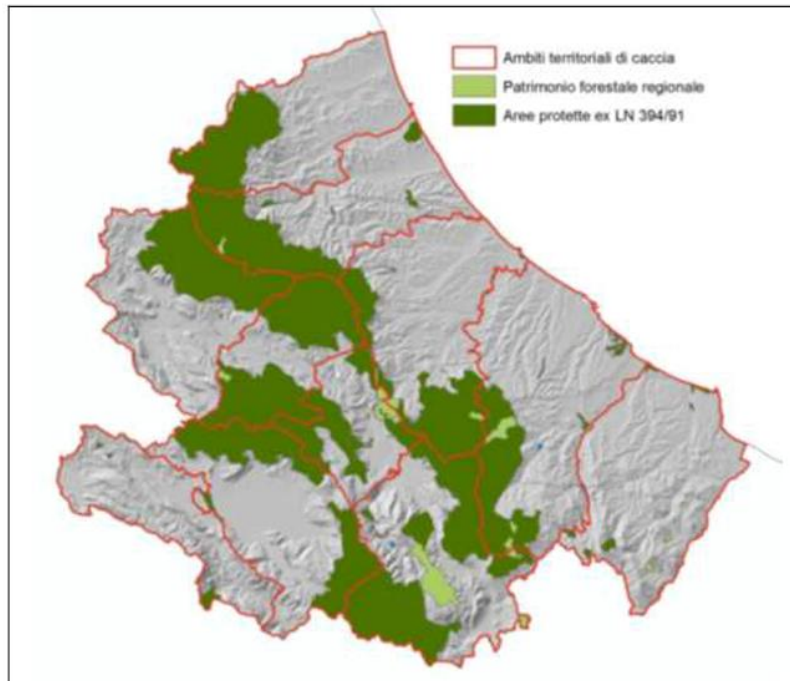 Ambiti territoriali di caccia
Patrimonio forestale regionale
Aree protette ex LN 394/91